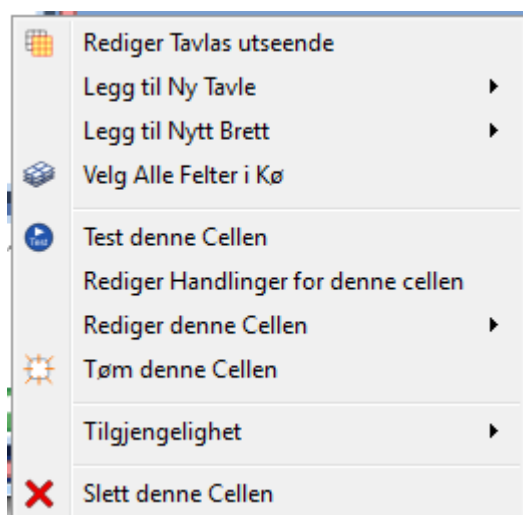 Rediger Tavlas utseende
Legg til Ny Tavle
Legg til Nytt Brett
Velg Alle Felter i Kø
Test denne Cellen
Rediger Handlinger for denne cellen
Rediger denne Cellen
Tøm denne Cellen
Tilgjengelighet
Slett denne Cellen